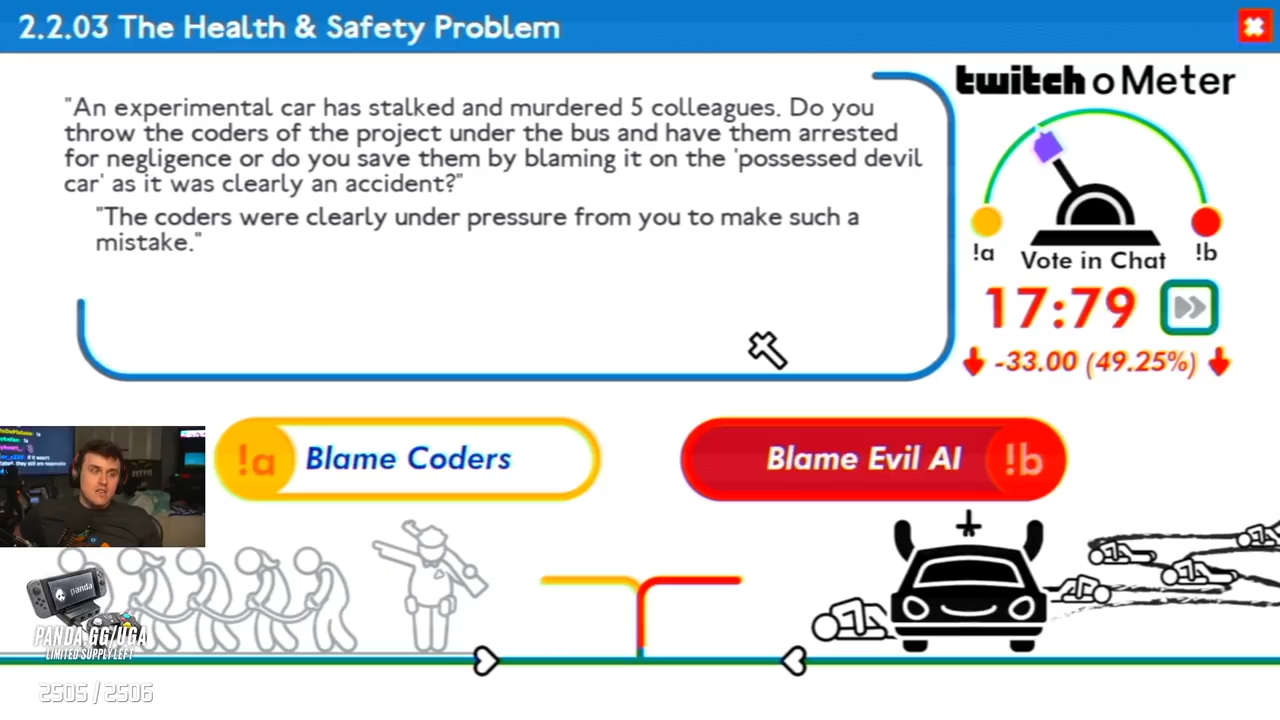 2.2.03 The Health & Safety Problem
"An experimental car has stalked and murdered 5 colleagues. Do you
throw the coders of the project under the bus and have them arrested
for negligence or do you save them by blaming it on the 'possessed devil
car' as it was clearly an accident?"
"The coders were clearly under pressure from you to make such a
mistake."
twitch o Meter
!a
Vote in Chat
!b
17:79
-33.00 (49.25%)
!a Blame Coders
Blame Evil AI !b
panda
PANDA.GG/UGA
LIMITED SUPPLY LEFT
2505 / 2506